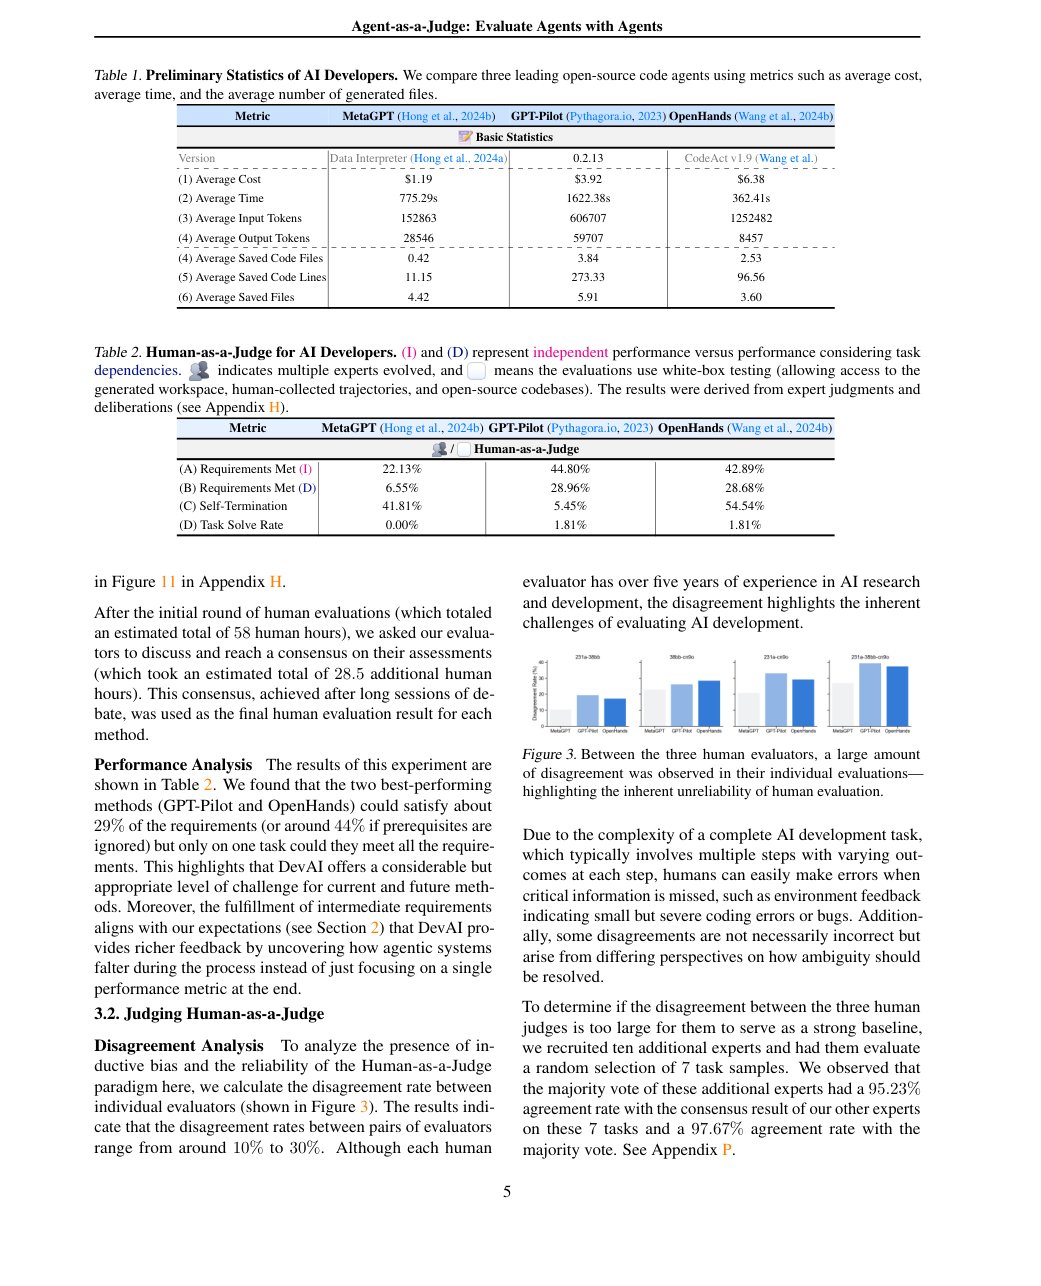 Agent-as-a-Judge: Evaluate Agents with Agents
Table 1. Preliminary Statistics of AI Developers. We compare three leading open-source code agents using metrics such as average cost,
average time, and the average number of generated files.
Metric MetaGPT (Hong et al., 2024b) GPT-Pilot (Pythagora.io, 2023) OpenHands (Wang et al., 2024b)
Basic Statistics
Version Data Interpreter (Hong et al., 2024a) 0.2.13 CodeAct v1.9 (Wang et al.)
(1) Average Cost $1.19 $3.92 $6.38
(2) Average Time 775.29s 1622.38s 362.41s
(3) Average Input Tokens 152863 606707 1252482
(4) Average Output Tokens 28546 59707 8457
(4) Average Saved Code Files 0.42 3.84 2.53
(5) Average Saved Code Lines 11.15 273.33 96.56
(6) Average Saved Files 4.42 5.91 3.60
Table 2. Human-as-a-Judge for AI Developers. (I) and (D) represent independent performance versus performance considering task
dependencies. indicates multiple experts evolved, and means the evaluations use white-box testing (allowing access to the
generated workspace, human-collected trajectories, and open-source codebases). The results were derived from expert judgments and
deliberations (see Appendix H).
Metric MetaGPT (Hong et al., 2024b) GPT-Pilot (Pythagora.io, 2023) OpenHands (Wang et al., 2024b)
/ Human-as-a-Judge
(A) Requirements Met (I) 22.13% 44.80% 42.89%
(B) Requirements Met (D) 6.55% 28.96% 28.68%
(C) Self-Termination 41.81% 5.45% 54.54%
(D) Task Solve Rate 0.00% 1.81% 1.81%
in Figure 11 in Appendix H.
After the initial round of human evaluations (which totaled
an estimated total of 58 human hours), we asked our evalua-
tors to discuss and reach a consensus on their assessments
(which took an estimated total of 28.5 additional human
hours). This consensus, achieved after long sessions of de-
bate, was used as the final human evaluation result for each
method.
Performance Analysis The results of this experiment are
shown in Table 2. We found that the two best-performing
methods (GPT-Pilot and OpenHands) could satisfy about
29% of the requirements (or around 44% if prerequisites are
ignored) but only on one task could they meet all the require-
ments. This highlights that DevAI offers a considerable but
appropriate level of challenge for current and future meth-
ods. Moreover, the fulfillment of intermediate requirements
aligns with our expectations (see Section 2) that DevAI pro-
vides richer feedback by uncovering how agentic systems
falter during the process instead of just focusing on a single
performance metric at the end.
3.2. Judging Human-as-a-Judge
Disagreement Analysis To analyze the presence of in-
ductive bias and the reliability of the Human-as-a-Judge
paradigm here, we calculate the disagreement rate between
individual evaluators (shown in Figure 3). The results indi-
cate that the disagreement rates between pairs of evaluators
range from around 10% to 30%. Although each human
evaluator has over five years of experience in AI research
and development, the disagreement highlights the inherent
challenges of evaluating AI development.
231a-38bb 38bb-cn9o 231a-cn9o 231a-38bb-cn9o
Disagreement Rate (%)
40
30
20
10
0
MetaGPT GPT-Pilot OpenHands MetaGPT GPT-Pilot OpenHands MetaGPT GPT-Pilot OpenHands MetaGPT GPT-Pilot OpenHands
Figure 3. Between the three human evaluators, a large amount
of disagreement was observed in their individual evaluations—
highlighting the inherent unreliability of human evaluation.
Due to the complexity of a complete AI development task,
which typically involves multiple steps with varying out-
comes at each step, humans can easily make errors when
critical information is missed, such as environment feedback
indicating small but severe coding errors or bugs. Addition-
ally, some disagreements are not necessarily incorrect but
arise from differing perspectives on how ambiguity should
be resolved.
To determine if the disagreement between the three human
judges is too large for them to serve as a strong baseline,
we recruited ten additional experts and had them evaluate
a random selection of 7 task samples. We observed that
the majority vote of these additional experts had a 95.23%
agreement rate with the consensus result of our other experts
on these 7 tasks and a 97.67% agreement rate with the
majority vote. See Appendix P.
5